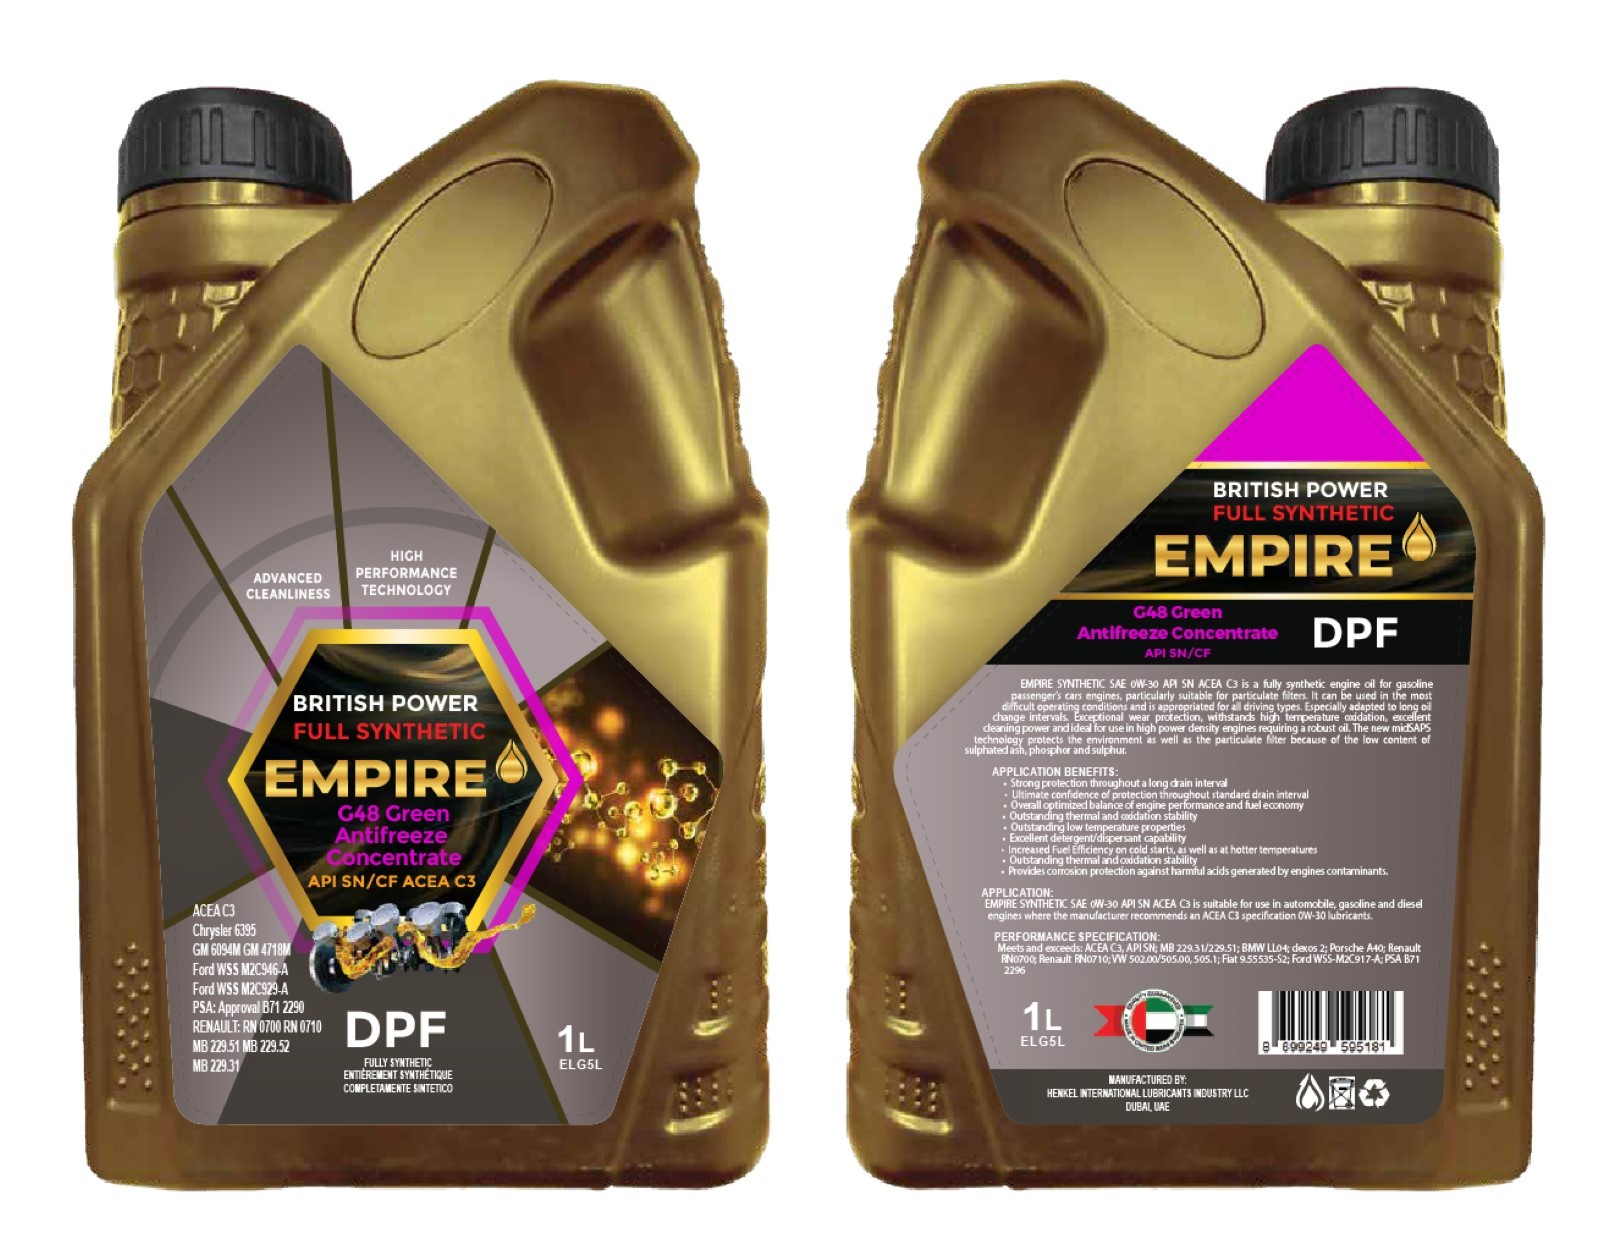 ADVANCED
CLEANLINESS
HIGH
PERFORMANCE
TECHNOLOGY
BRITISH POWER
FULL SYNTHETIC
EMPIRE
G48 Green
Antifreeze
Concentrate
API SN/CF ACEA C3
ACEA C3
Chrysler 6395
GM 6094M GM 4718M
Ford WSS M2C946-A
Ford WSS M2C929-A
PSA: Approval B71 2290
RENAULT: RN 0700 RN 0710
MB 229.51 MB 229.52
MB 229.31
DPF
FULLY SYNTHETIC
ENTIÈREMENT SYNTHÉTIQUE
COMPLETAMENTE SINTETICO
1L
ELG5L
BRITISH POWER
FULL SYNTHETIC
EMPIRE
G48 Green
Antifreeze Concentrate
API SN/CF
DPF
EMPIRE SYNTHETIC SAE 0W-30 API SN ACEA C3 is a fully synthetic engine oil for gasoline
passenger's cars engines, particularly suitable for particulate filters. It can be used in the most
difficult operating conditions and is appropriated for all driving types. Especially adapted to long oil
change intervals. Exceptional wear protection, withstands high temperature oxidation, excellent
cleaning power and ideal for use in high power density engines requiring a robust oil. The new midSAPS
technology protects the environment as well as the particulate filter because of the low content of
sulphated ash, phosphor and sulphur.
APPLICATION BENEFITS:
• Strong protection throughout a long drain interval
• Ultimate confidence of protection throughout standard drain interval
• Overall optimized balance of engine performance and fuel economy
• Outstanding thermal and oxidation stability
• Outstanding low temperature properties
• Excellent detergent/dispersant capability
• Increased Fuel Efficiency on cold starts, as well as at hotter temperatures
• Outstanding thermal and oxidation stability
• Provides corrosion protection against harmful acids generated by engines contaminants.
APPLICATION:
EMPIRE SYNTHETIC SAE 0W-30 API SN ACEA C3 is suitable for use in automobile, gasoline and diesel
engines where the manufacturer recommends an ACEA C3 specification 0W-30 lubricants.
PERFORMANCE SPECIFICATION:
Meets and exceeds: ACEA C3, API SN; MB 229.31/229.51; BMW LL04; dexos 2; Porsche A40; Renault
RN0700; Renault RN0710; VW 502.00/505.00, 505.1; Fiat 9.55535-S2; Ford WSS-M2C917-A; PSA B71
2296
1L
ELG5L
8 699249 595181
MANUFACTURED BY:
HENKEL INTERNATIONAL LUBRICANTS INDUSTRY LLC
DUBAI, UAE